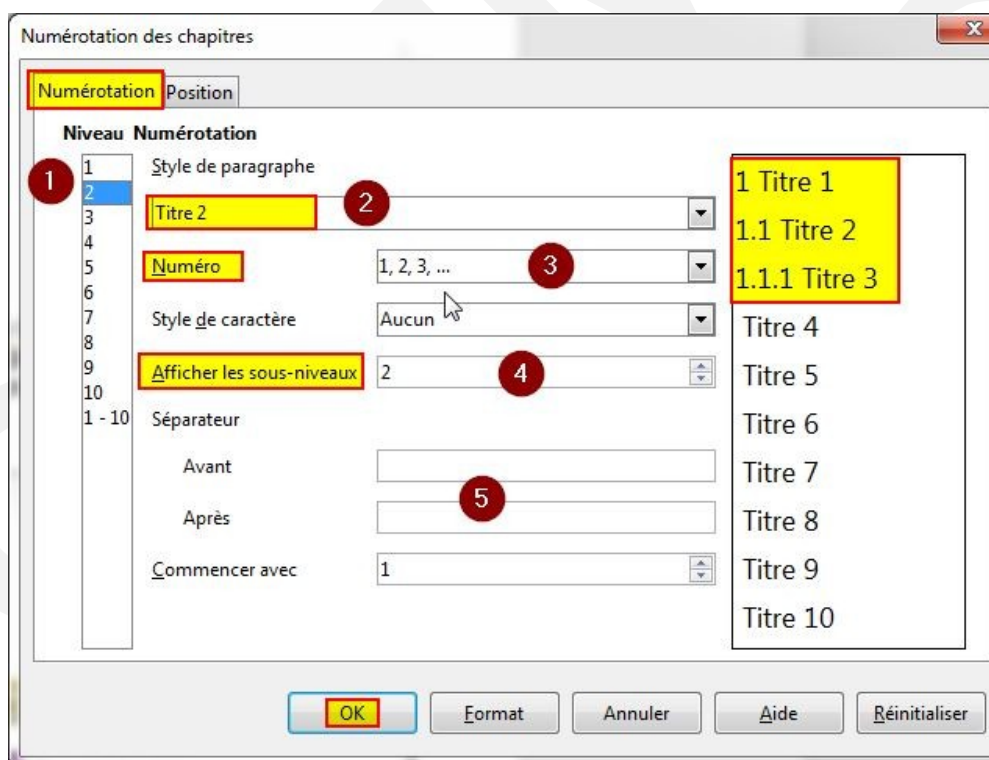 Numérotation des chapitres
x
Numérotation Position
Niveau Numérotation
1
1
2
3
4
5
6
7
8
9
10
1 - 10
Style de paragraphe
Titre 2
2
Numéro
1, 2, 3, ...
3
Style de caractère
Aucun
Afficher les sous-niveaux
2
4
Séparateur
Avant
Après
5
Commencer avec
1
1 Titre 1
1.1 Titre 2
1.1.1 Titre 3
Titre 4
Titre 5
Titre 6
Titre 7
Titre 8
Titre 9
Titre 10
OK
Format
Annuler
Aide
Réinitialiser